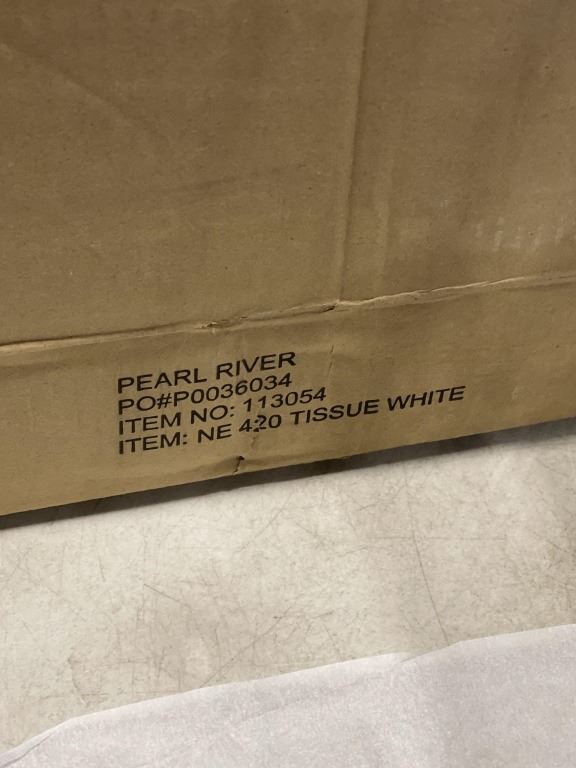 PEARL RIVER
PO#P0036034
ITEM NO: 113054
ITEM: NE 420 TISSUE WHITE